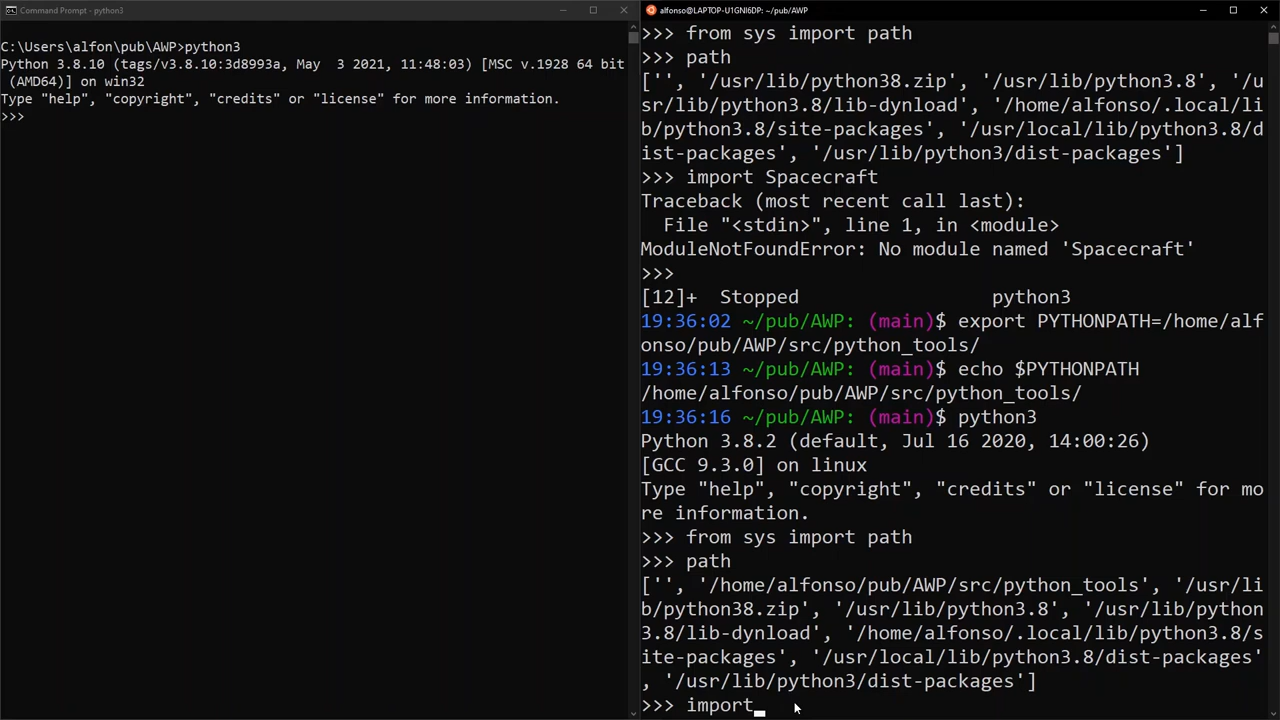 Command Prompt - python3
C:\Users\alfon\pub\AWP>python3
Python 3.8.10 (tags/v3.8.10:3d8993a, May  3 2021, 11:48:03) [MSC v.1928 64 bit
 (AMD64)] on win32
Type "help", "copyright", "credits" or "license" for more information.
>>>
alfonso@LAPTOP-U1GNI6DP: ~/pub/AWP
>>> from sys import path
>>> path
['', '/usr/lib/python38.zip', '/usr/lib/python3.8', '/u
sr/lib/python3.8/lib-dynload', '/home/alfonso/.local/li
b/python3.8/site-packages', '/usr/local/lib/python3.8/d
ist-packages', '/usr/lib/python3/dist-packages']
>>> import Spacecraft
Traceback (most recent call last):
  File "<stdin>", line 1, in <module>
ModuleNotFoundError: No module named 'Spacecraft'
>>>
[12]+  Stopped                 python3
19:36:02 ~/pub/AWP: (main)$ export PYTHONPATH=/home/alf
onso/pub/AWP/src/python_tools/
19:36:13 ~/pub/AWP: (main)$ echo $PYTHONPATH
/home/alfonso/pub/AWP/src/python_tools/
19:36:16 ~/pub/AWP: (main)$ python3
Python 3.8.2 (default, Jul 16 2020, 14:00:26)
[GCC 9.3.0] on linux
Type "help", "copyright", "credits" or "license" for mo
re information.
>>> from sys import path
>>> path
['', '/home/alfonso/pub/AWP/src/python_tools', '/usr/li
b/python38.zip', '/usr/lib/python3.8', '/usr/lib/python
3.8/lib-dynload', '/home/alfonso/.local/lib/python3.8/s
ite-packages', '/usr/local/lib/python3.8/dist-packages'
, '/usr/lib/python3/dist-packages']
>>> import